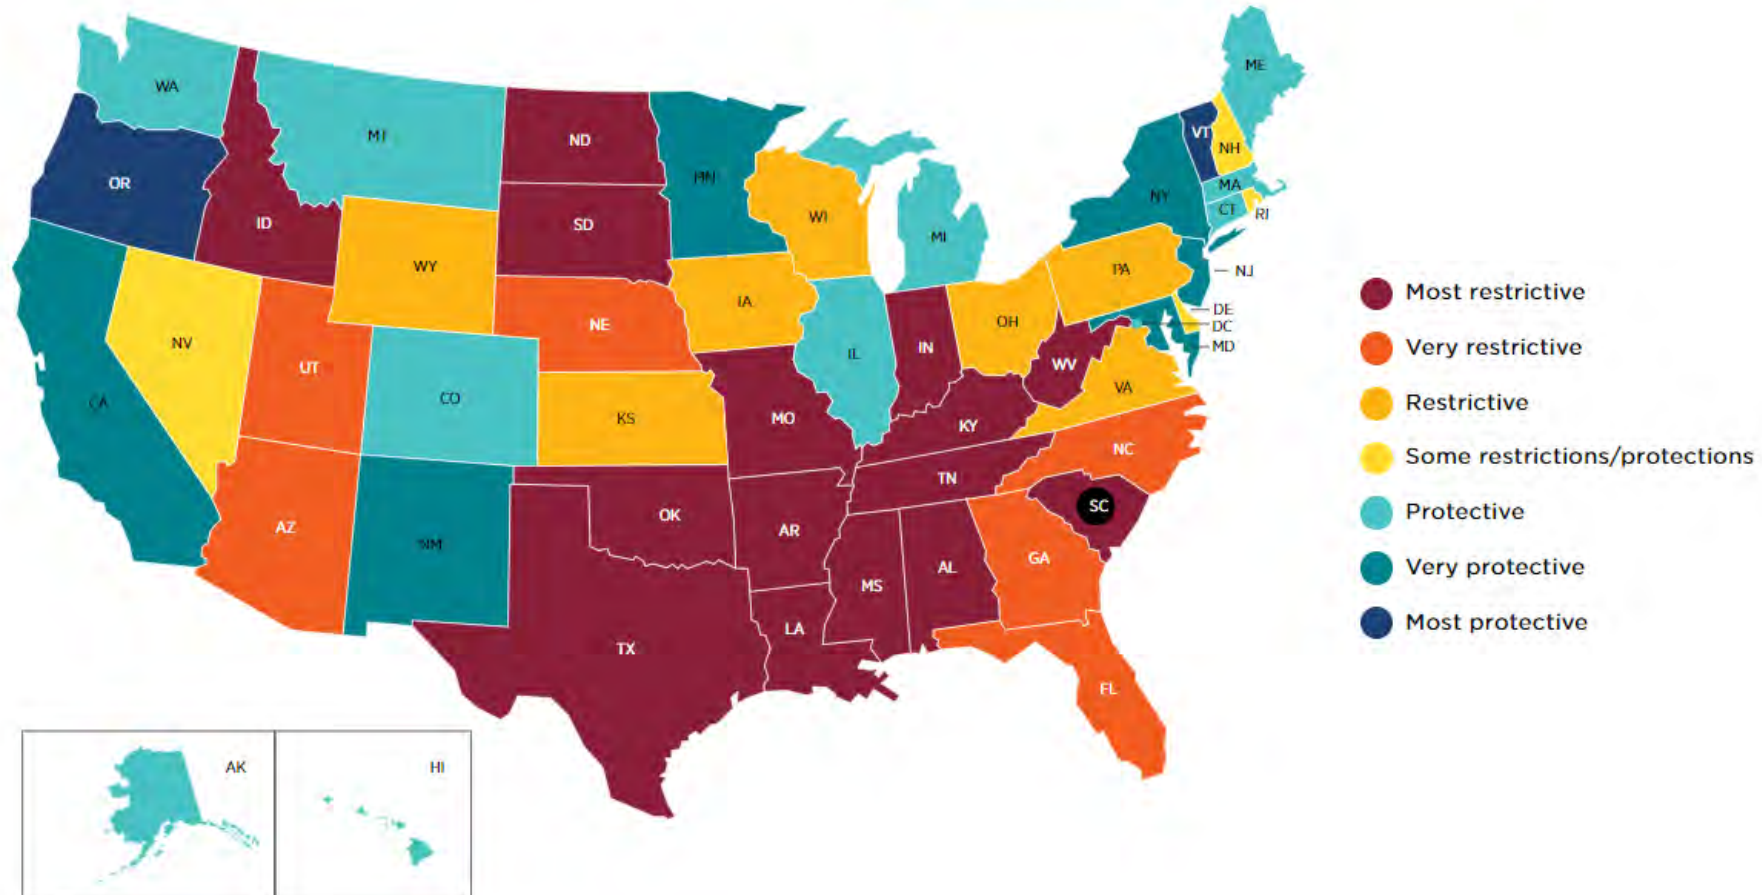 ME
WA
MT
ND
VT
NH
MN
OR
MA
NY
CT
RI
ID
SD
WI
MI
WY
PA
NJ
IA
DE
OH
DC
NE
NV
MD
IN
IL
UT
WV
CO
VA
CA
MO
KS
KY
NC
TN
SC
OK
AZ
AR
NM
GA
AL
MS
LA
TX
FL
AK
HI
Most restrictive
Very restrictive
Restrictive
Some restrictions/protections
Protective
Very protective
Most protective